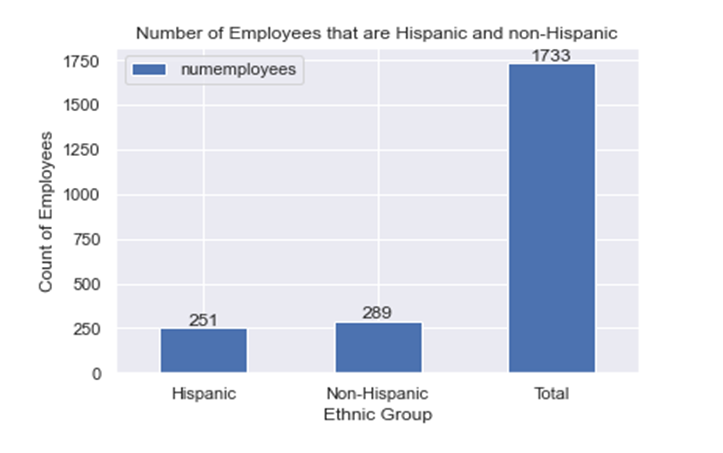 Number of Employees that are Hispanic and non-Hispanic
numemployees
1750
1500
1250
1000
750
500
250
0
251
289
1733
Count of Employees
Hispanic
Non-Hispanic
Total
Ethnic Group